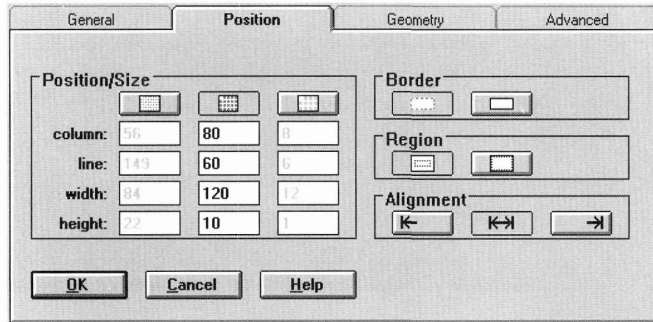 General Position Geometry Advanced
Position/Size
column: 56 80 8
line: 149 60 6
width: 84 120 12
height: 22 10 1
Border
Region
Alignment
OK Cancel Help